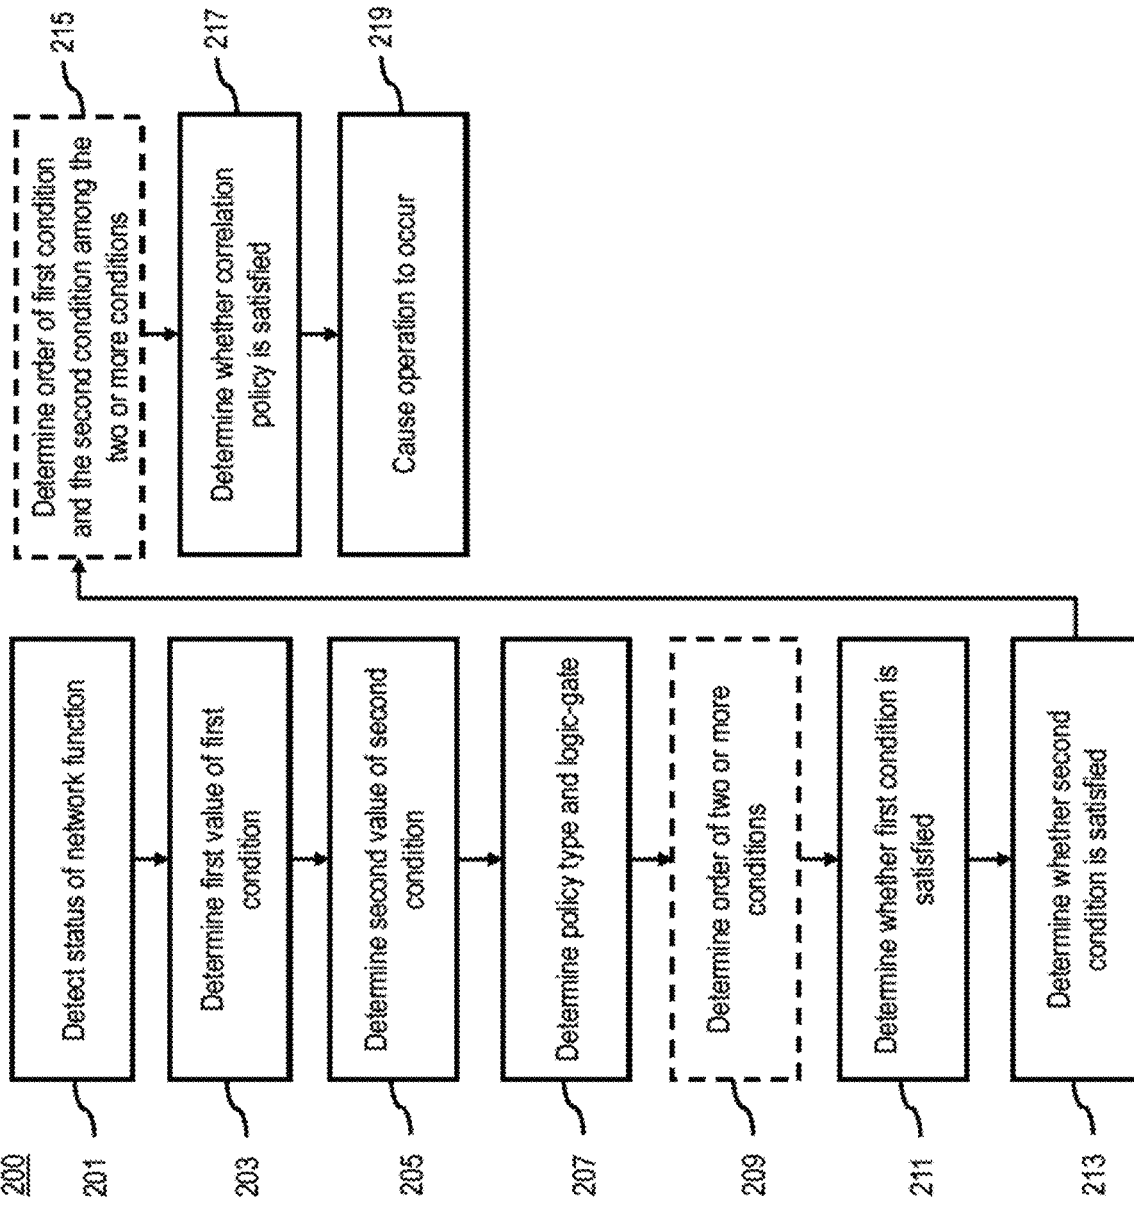 200
201
Detect status of network function
203
Determine first value of first
condition
205
Determine second value of second
condition
207
Determine policy type and logic-gate
209
Determine order of two or more
conditions
211
Determine whether first condition is
satisfied
213
Determine whether second
condition is satisfied
215
Determine order of first condition
and the second condition among the
two or more conditions
217
Determine whether correlation
policy is satisfied
219
Cause operation to occur